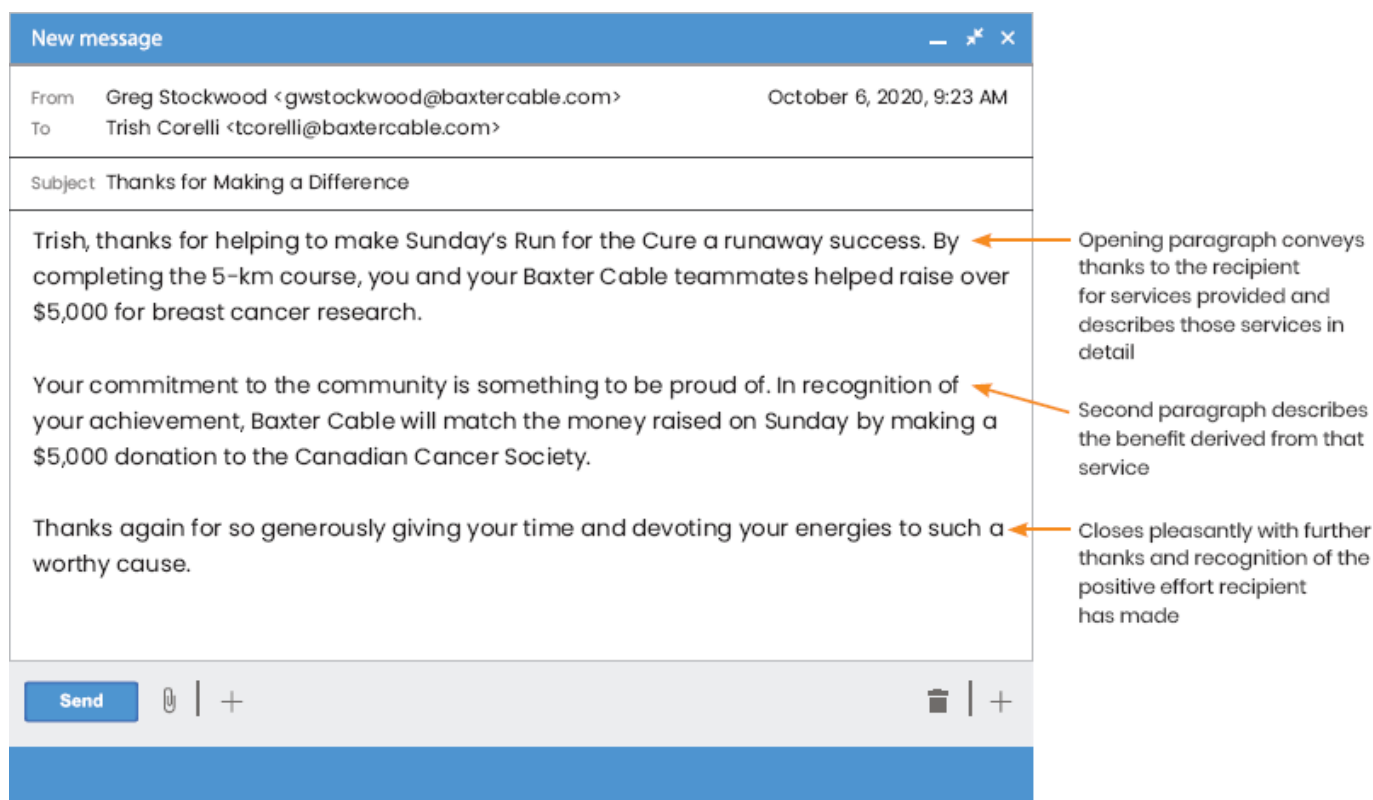 New message
From Greg Stockwood <gwstockwood@baxtercable.com> October 6, 2020, 9:23 AM
To Trish Corelli <tcorelli@baxtercable.com>
Subject Thanks for Making a Difference
Trish, thanks for helping to make Sunday's Run for the Cure a runaway success. By
completing the 5-km course, you and your Baxter Cable teammates helped raise over
$5,000 for breast cancer research.
Your commitment to the community is something to be proud of. In recognition of
your achievement, Baxter Cable will match the money raised on Sunday by making a
$5,000 donation to the Canadian Cancer Society.
Thanks again for so generously giving your time and devoting your energies to such a
worthy cause.
Send
Opening paragraph conveys
thanks to the recipient
for services provided and
describes those services in
detail
Second paragraph describes
the benefit derived from that
service
Closes pleasantly with further
thanks and recognition of the
positive effort recipient
has made